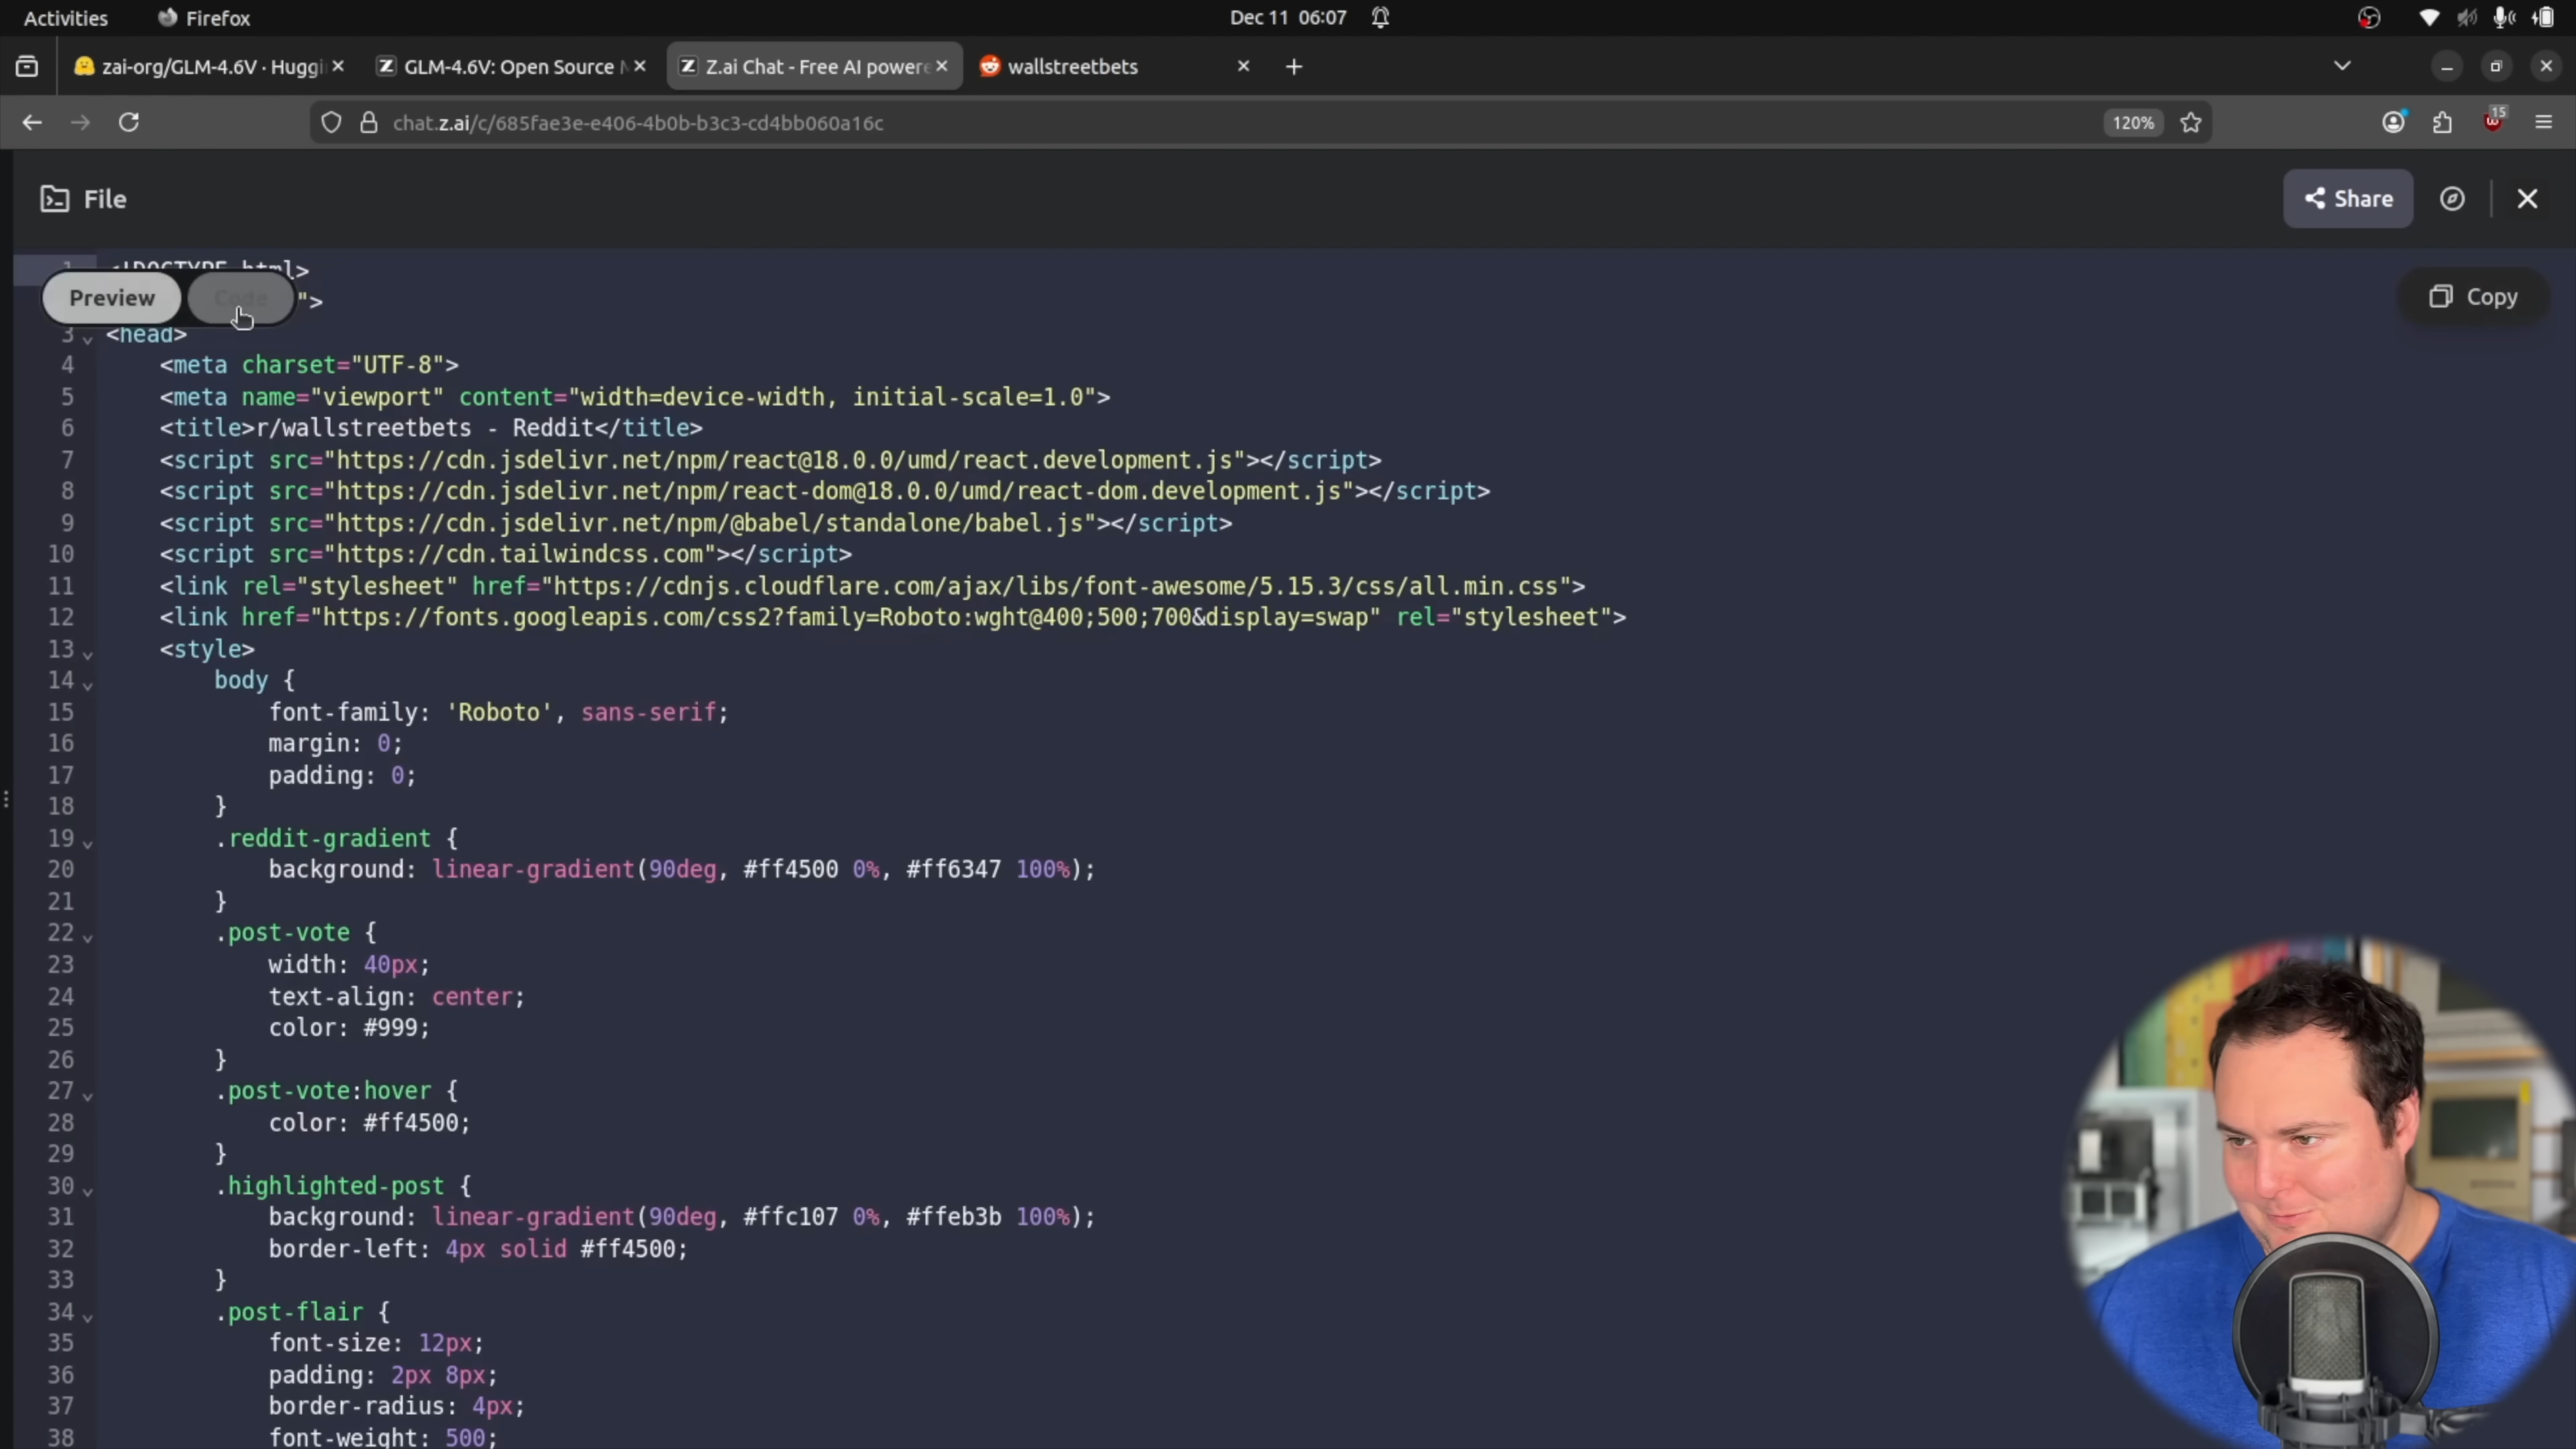 Activities Firefox Dec 11 06:07
zai-org/GLM-4.6V · Huggi GLM-4.6V: Open Source Z.ai Chat - Free AI powere wallstreetbets
chat.z.ai/c/685fae3e-e406-4b0b-b3c3-cd4bb060a16c 120% 15
File Share
Preview Code Copy
1 <!DOCTYPE html>
">
3 <head>
4 <meta charset="UTF-8">
5 <meta name="viewport" content="width=device-width, initial-scale=1.0">
6 <title>r/wallstreetbets - Reddit</title>
7 <script src="https://cdn.jsdelivr.net/npm/react@18.0.0/umd/react.development.js"></script>
8 <script src="https://cdn.jsdelivr.net/npm/react-dom@18.0.0/umd/react-dom.development.js"></script>
9 <script src="https://cdn.jsdelivr.net/npm/@babel/standalone/babel.js"></script>
10 <script src="https://cdn.tailwindcss.com"></script>
11 <link rel="stylesheet" href="https://cdnjs.cloudflare.com/ajax/libs/font-awesome/5.15.3/css/all.min.css">
12 <link href="https://fonts.googleapis.com/css2?family=Roboto:wght@400;500;700&display=swap" rel="stylesheet">
13 <style>
14 body {
15 font-family: 'Roboto', sans-serif;
16 margin: 0;
17 padding: 0;
18 }
19 .reddit-gradient {
20 background: linear-gradient(90deg, #ff4500 0%, #ff6347 100%);
21 }
22 .post-vote {
23 width: 40px;
24 text-align: center;
25 color: #999;
26 }
27 .post-vote:hover {
28 color: #ff4500;
29 }
30 .highlighted-post {
31 background: linear-gradient(90deg, #ffc107 0%, #ffeb3b 100%);
32 border-left: 4px solid #ff4500;
33 }
34 .post-flair {
35 font-size: 12px;
36 padding: 2px 8px;
37 border-radius: 4px;
38 font-weight: 500;